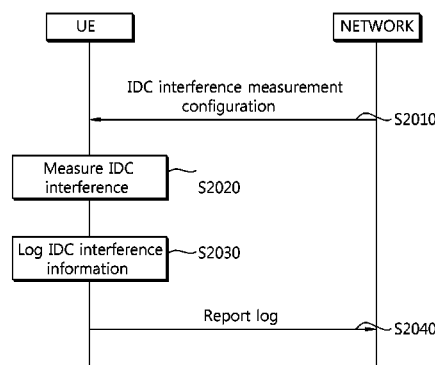 UE
NETWORK
IDC interference measurement
configuration
S2010
Measure IDC
interference
S2020
Log IDC interference
information
S2030
Report log
S2040